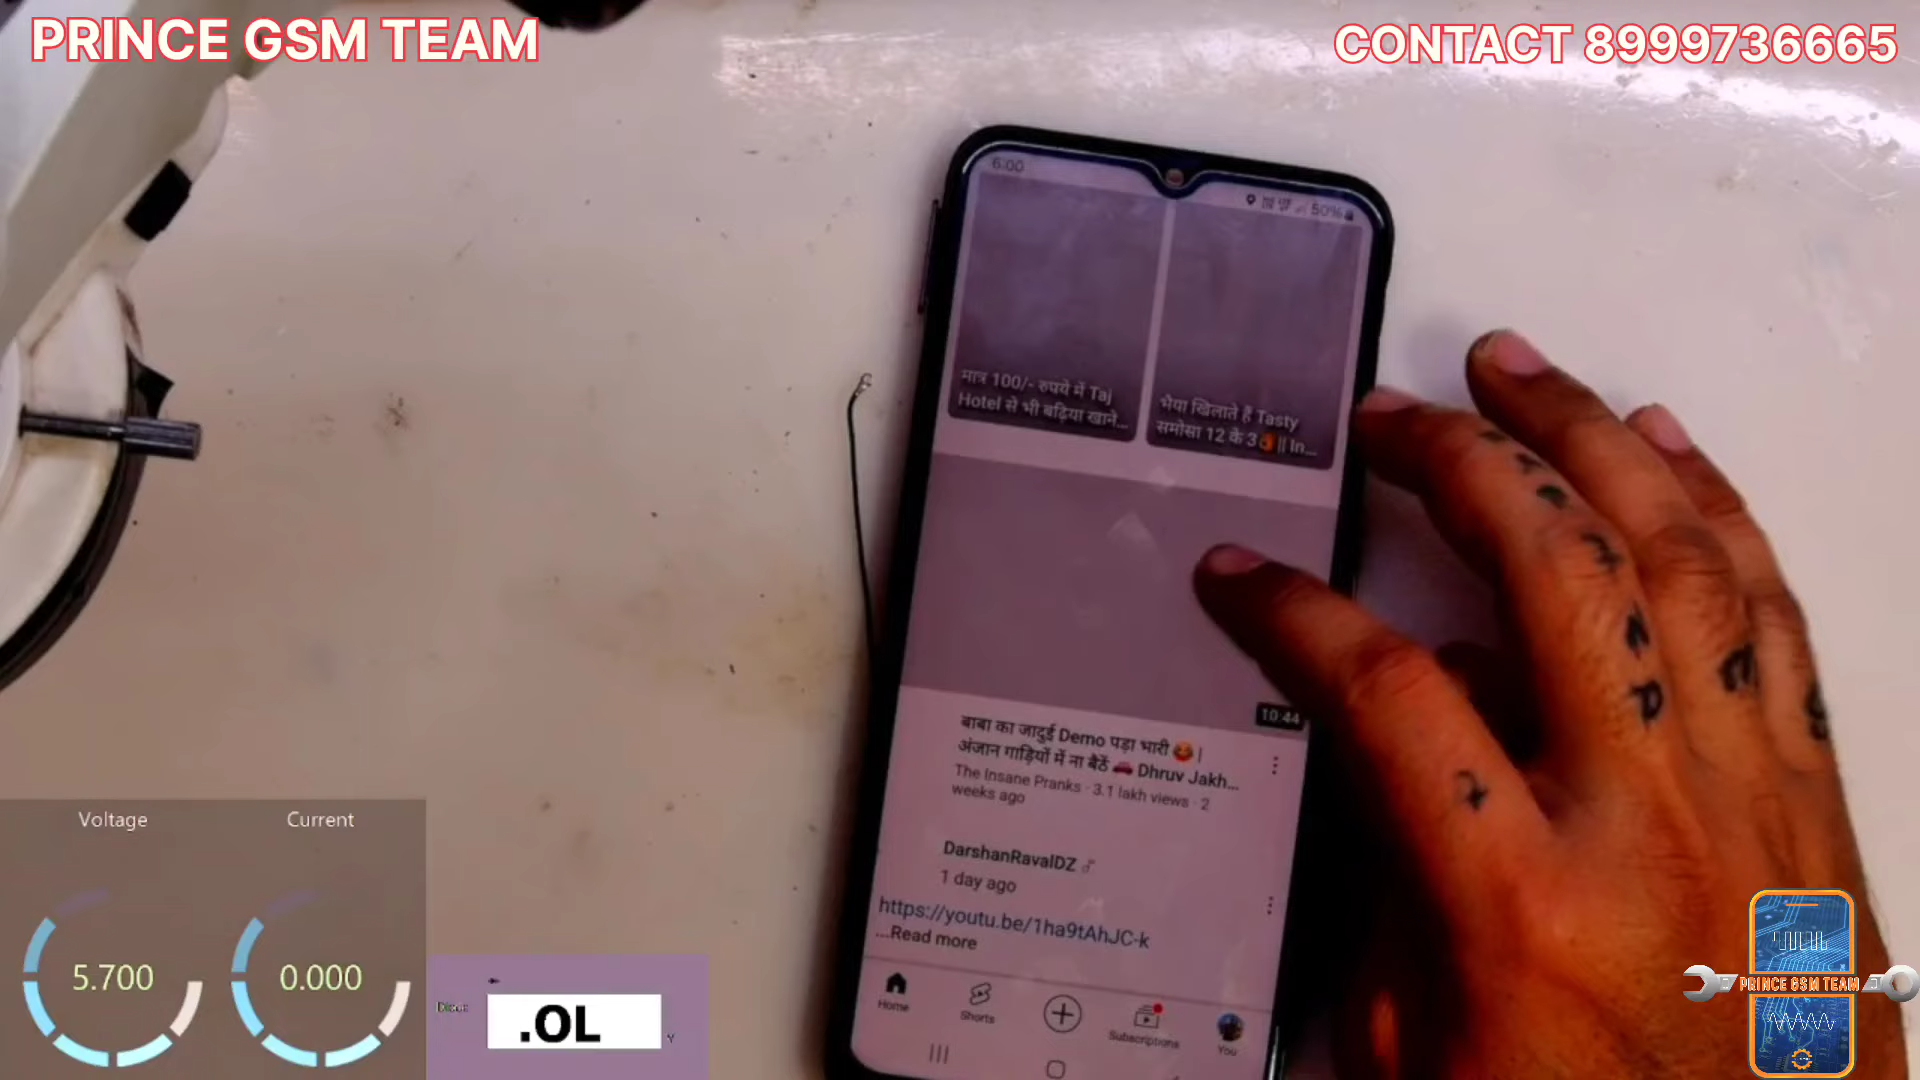 PRINCE GSM TEAM
CONTACT 8999736665
6:00
50%
मात्र 100/- रुपये में Taj
Hotel से भी बढ़िया खाने...
भैया खिलाते हैं Tasty
समोसा 12 के 3👌|| In...
10:44
बाबा का जादुई Demo पड़ा भारी 🤩 |
अंजान गाड़ियों में ना बैठें 🚗 Dhruv Jakh...
The Insane Pranks · 3.1 lakh views · 2
weeks ago
DarshanRavalDZ
1 day ago
https://youtu.be/1ha9tAhJC-k
...Read more
Home
Shorts
Subscriptions
You
Voltage
Current
5.700
0.000
.OL
V
PRINCE GSM TEAM